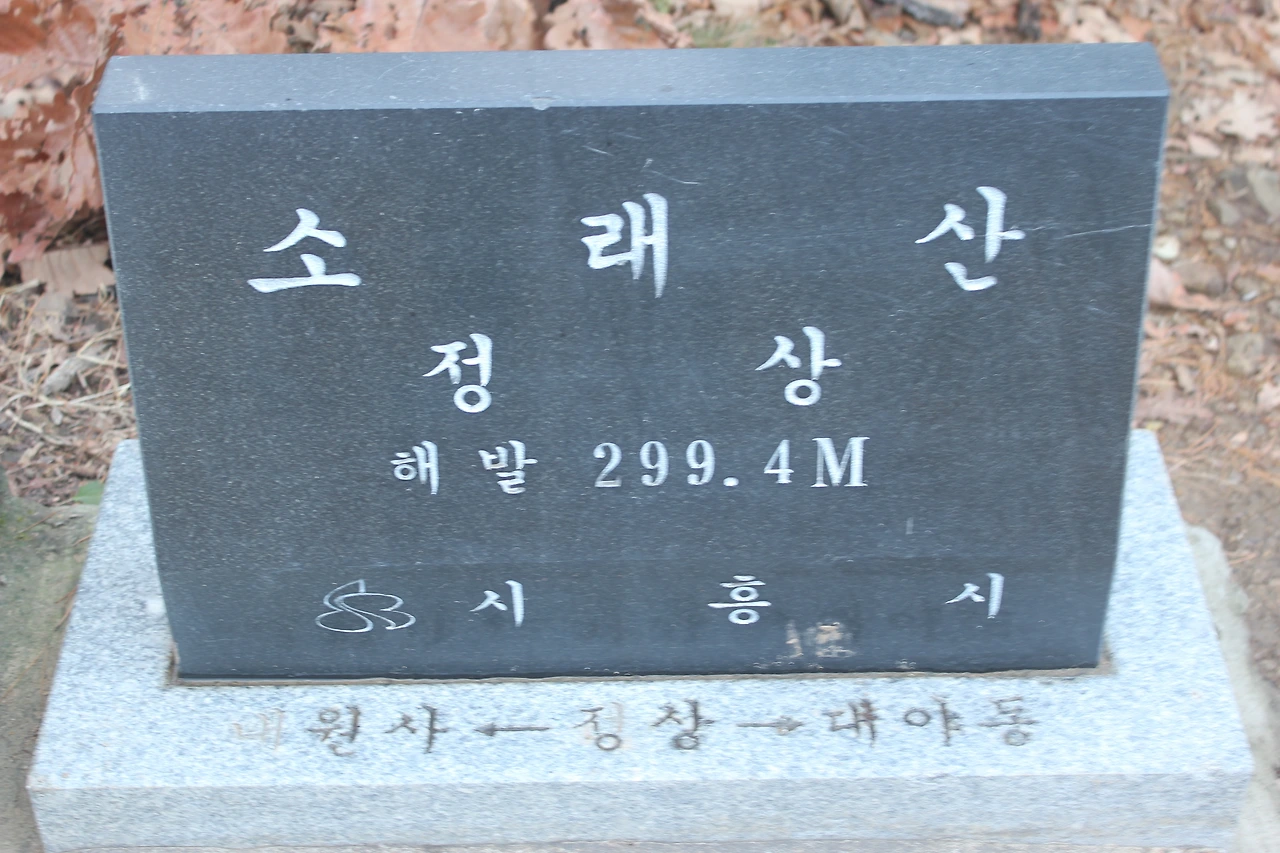 소 래 산
정 상
해 발 299.4M
시 흥 시
내원사 ← 정상 → 대야동